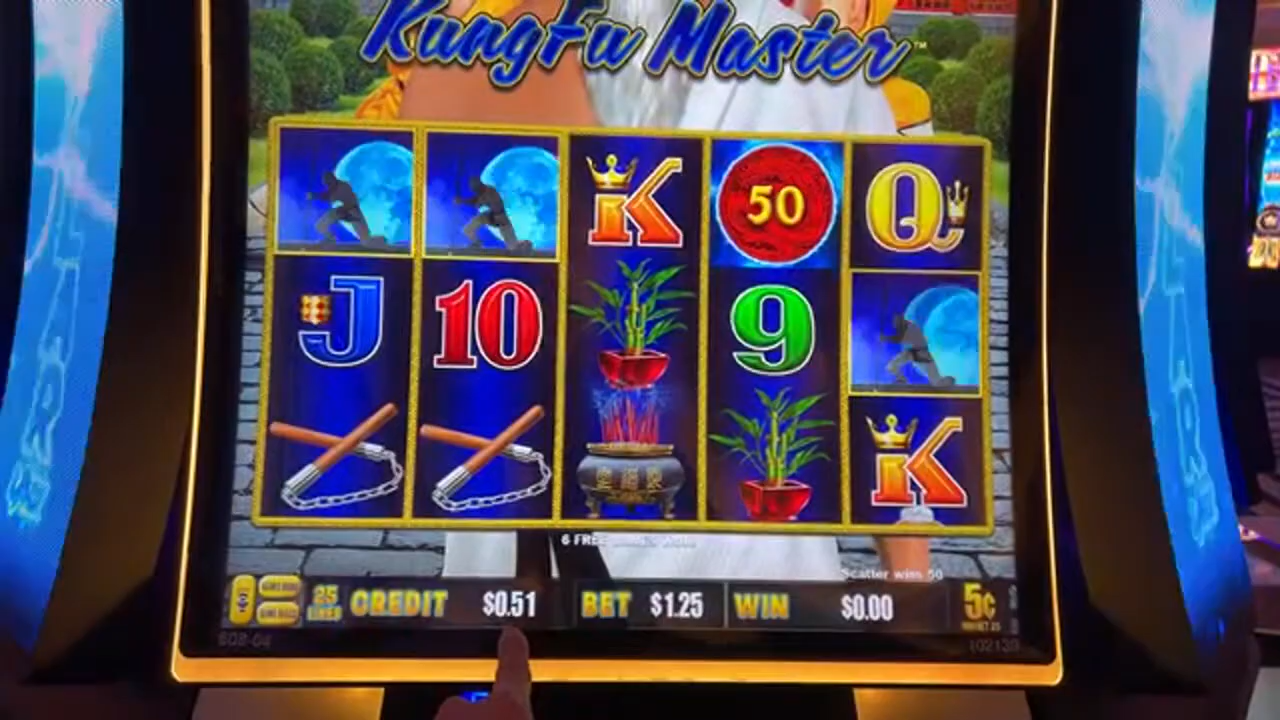 KungFu Master™
K
50
Q
J
10
9
K
6 FREE
Scatter wins 50
25 LINES CREDIT $0.51 BET $1.25 WIN $0.00 5¢